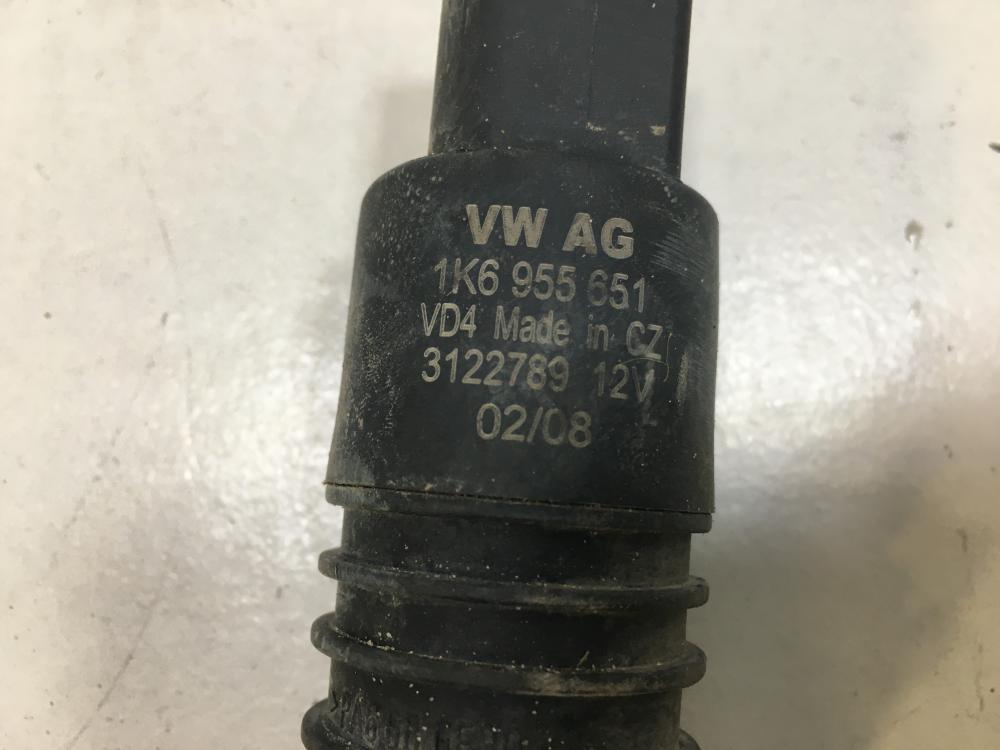 VW AG
1K6 955 651
VD4 Made in CZ
3122789 12V
02/08